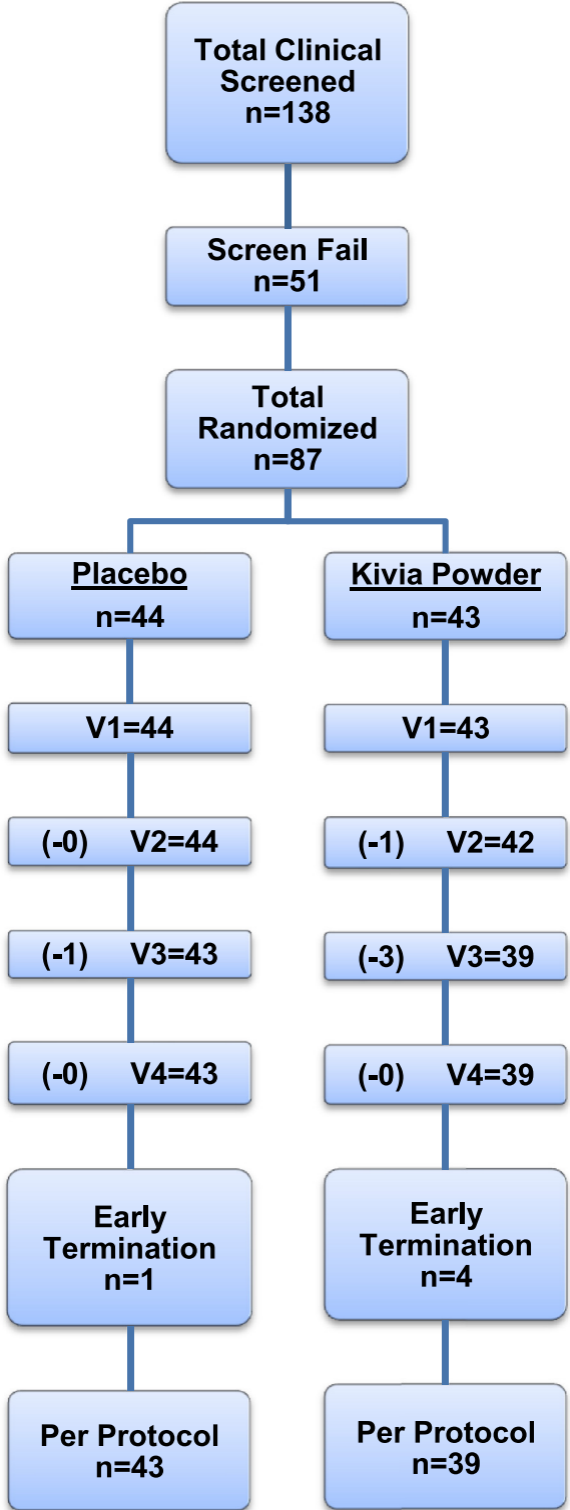 Total Clinical
Screened
n=138
Screen Fail
n=51
Total
Randomized
n=87
Placebo
n=44
Kivia Powder
n=43
V1=44
V1=43
(-0) V2=44
(-1) V2=42
(-1) V3=43
(-3) V3=39
(-0) V4=43
(-0) V4=39
Early
Termination
n=1
Early
Termination
n=4
Per Protocol
n=43
Per Protocol
n=39